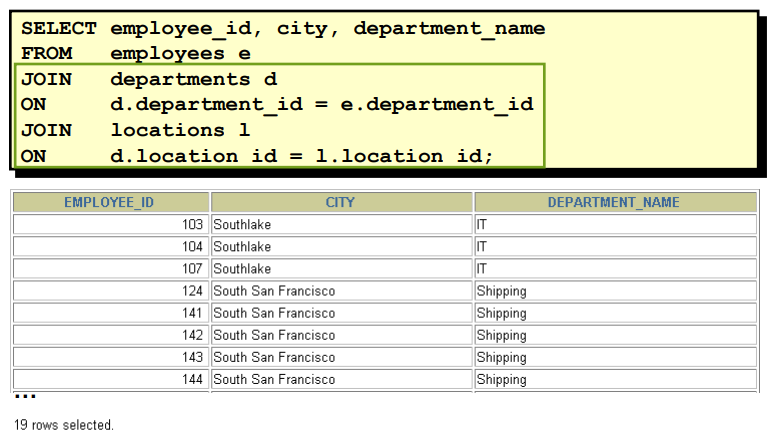 SELECT employee_id, city, department_name
FROM employees e
JOIN departments d
ON d.department_id = e.department_id
JOIN locations l
ON d.location_id = l.location_id;
EMPLOYEE_ID CITY DEPARTMENT_NAME
103 Southlake IT
104 Southlake IT
107 Southlake IT
124 South San Francisco Shipping
141 South San Francisco Shipping
142 South San Francisco Shipping
143 South San Francisco Shipping
144 South San Francisco Shipping
...
19 rows selected.